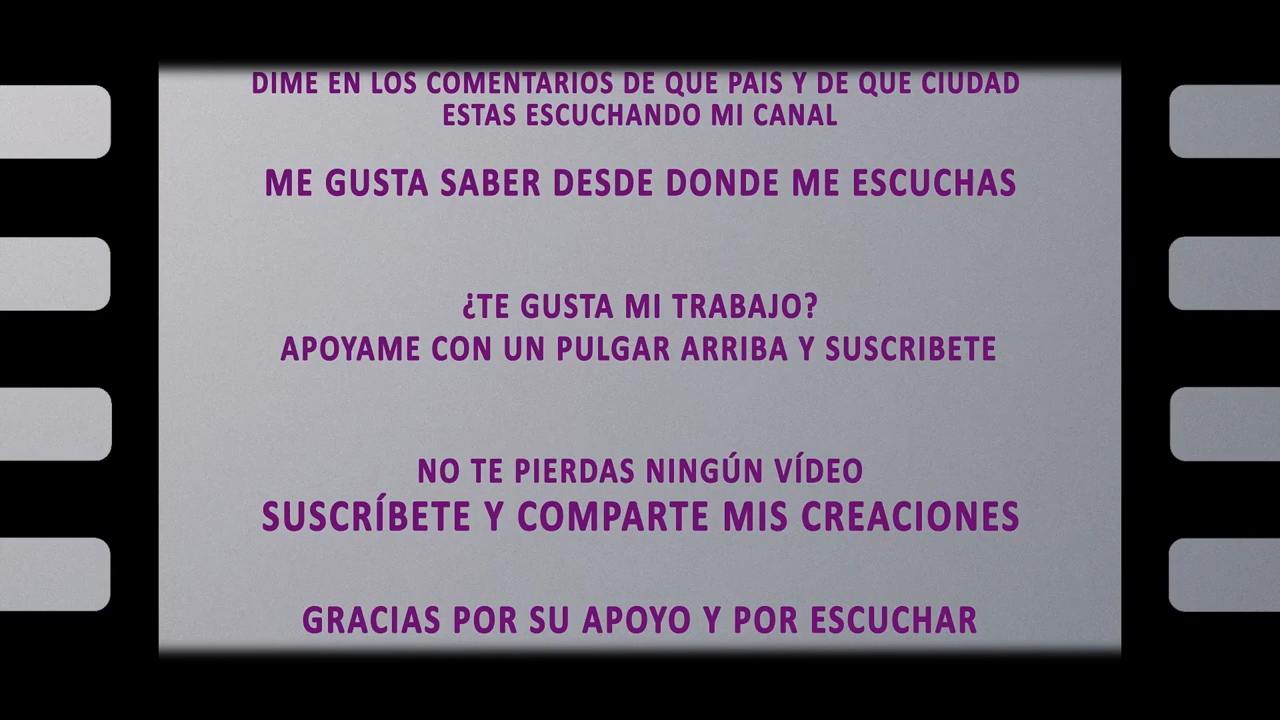 DIME EN LOS COMENTARIOS DE QUE PAIS Y DE QUE CIUDAD
ESTAS ESCUCHANDO MI CANAL
ME GUSTA SABER DESDE DONDE ME ESCUCHAS
¿TE GUSTA MI TRABAJO?
APOYAME CON UN PULGAR ARRIBA Y SUSCRIBETE
NO TE PIERDAS NINGÚN VÍDEO
SUSCRÍBETE Y COMPARTE MIS CREACIONES
GRACIAS POR SU APOYO Y POR ESCUCHAR